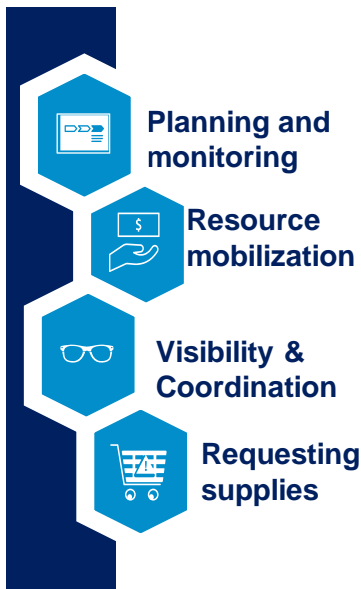 Planning and
monitoring
$
Resource
mobilization
Visibility &
Coordination
Requesting
supplies